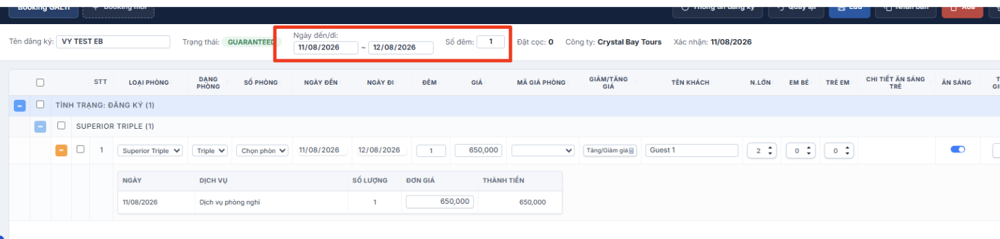 Booking GALTI + Booking mới Thông tin đăng ký Quay lại Lưu Nhân bản Xóa
Ngày đến/đi:
Tên đăng ký: VY TEST EB Trạng thái: GUARANTEED 11/08/2026 ~ 12/08/2026 Số đêm: 1 Đặt cọc: 0 Công ty: Crystal Bay Tours Xác nhận: 11/08/2026
STT LOẠI PHÒNG DẠNG PHÒNG SỐ PHÒNG NGÀY ĐẾN NGÀY ĐI ĐÊM GIÁ MÃ GIÁ PHÒNG GIẢM/TĂNG GIÁ TÊN KHÁCH N.LỚN EM BÉ TRẺ EM CHI TIẾT ĂN SÁNG TRẺ ĂN SÁNG
TÌNH TRẠNG: ĐĂNG KÝ (1)
SUPERIOR TRIPLE (1)
1 Superior Triple Triple Chọn phòn 11/08/2026 12/08/2026 1 650,000 Tăng/Giảm giá Guest 1 2 0 0
NGÀY DỊCH VỤ SỐ LƯỢNG ĐƠN GIÁ THÀNH TIỀN
11/08/2026 Dịch vụ phòng nghỉ 1 650,000 650,000